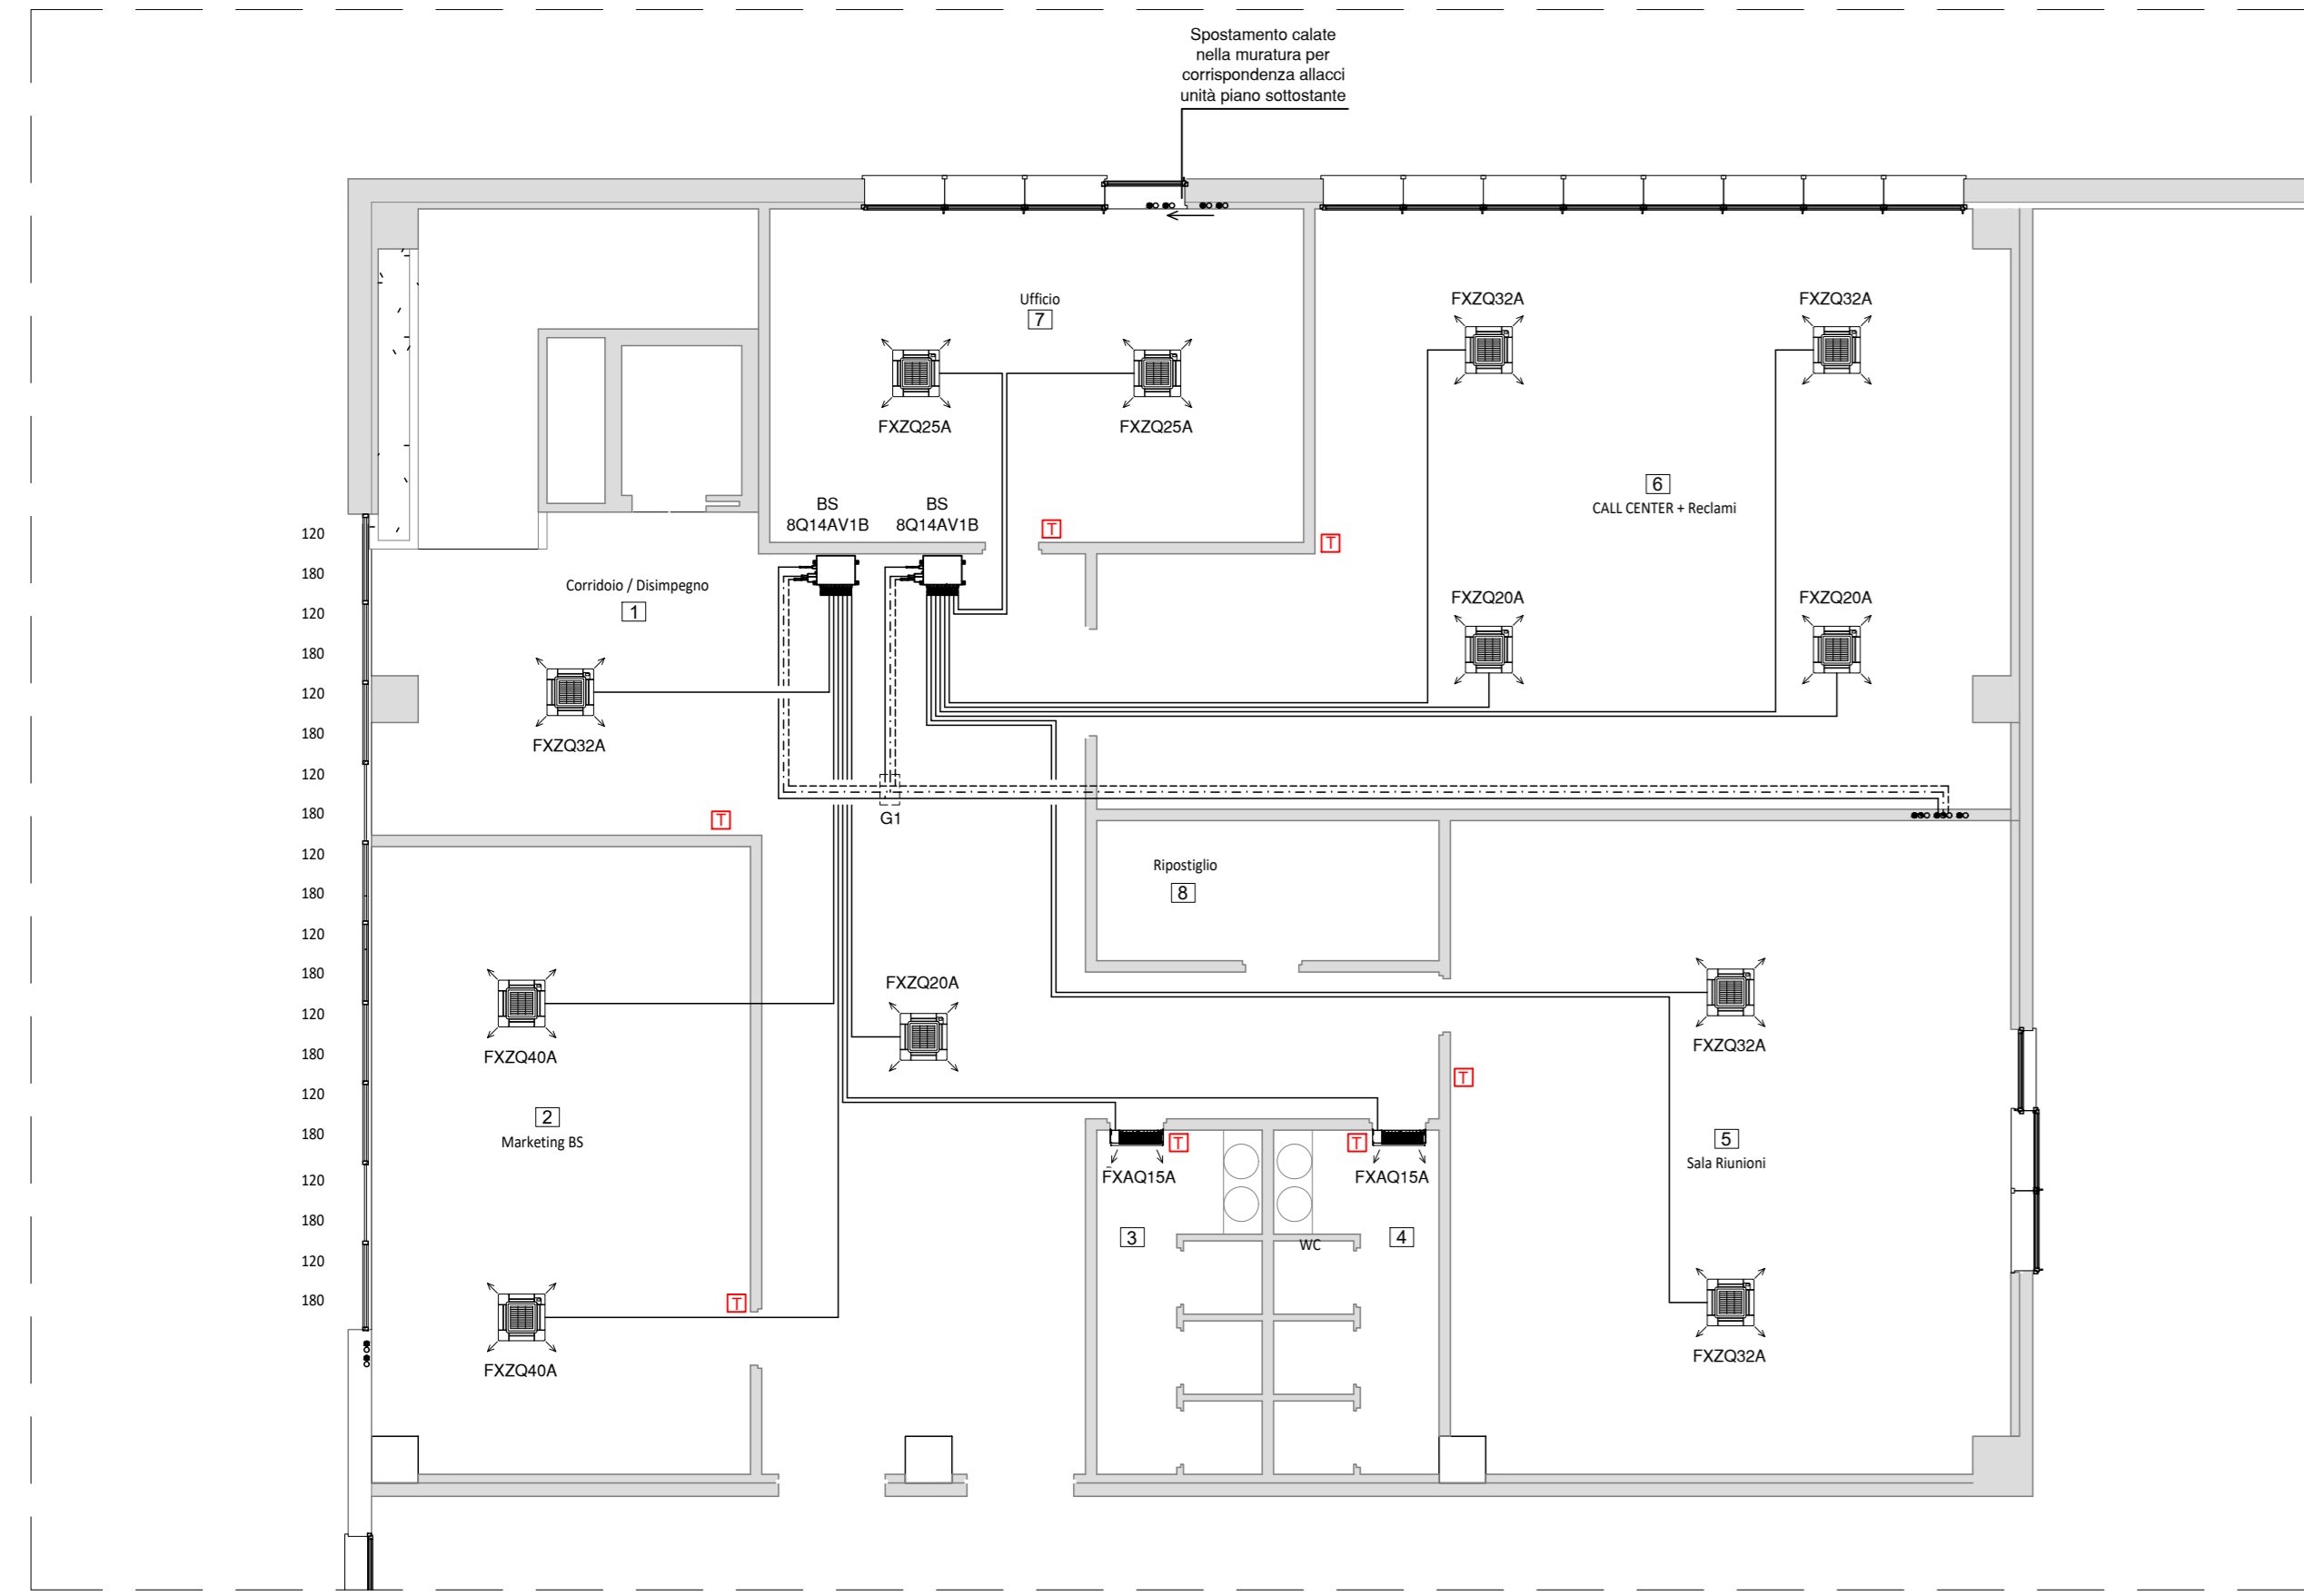 Spostamento calate
nella muratura per
corrispondenza allacci
unità piano sottostante
Ufficio
7
FXZQ32A
FXZQ32A
FXZQ25A
FXZQ25A
6
CALL CENTER + Reclami
BS
8Q14AV1B
BS
8Q14AV1B
T
T
120
180
120
180
120
180
120
180
120
180
120
180
120
180
120
180
120
180
120
180
Corridoio / Disimpegno
1
FXZQ20A
FXZQ20A
FXZQ32A
T
G1
Ripostiglio
8
FXZQ20A
FXZQ40A
FXZQ32A
T
2
Marketing BS
T
T
5
Sala Riunioni
FXAQ15A
FXAQ15A
3
WC
4
T
FXZQ40A
FXZQ32A